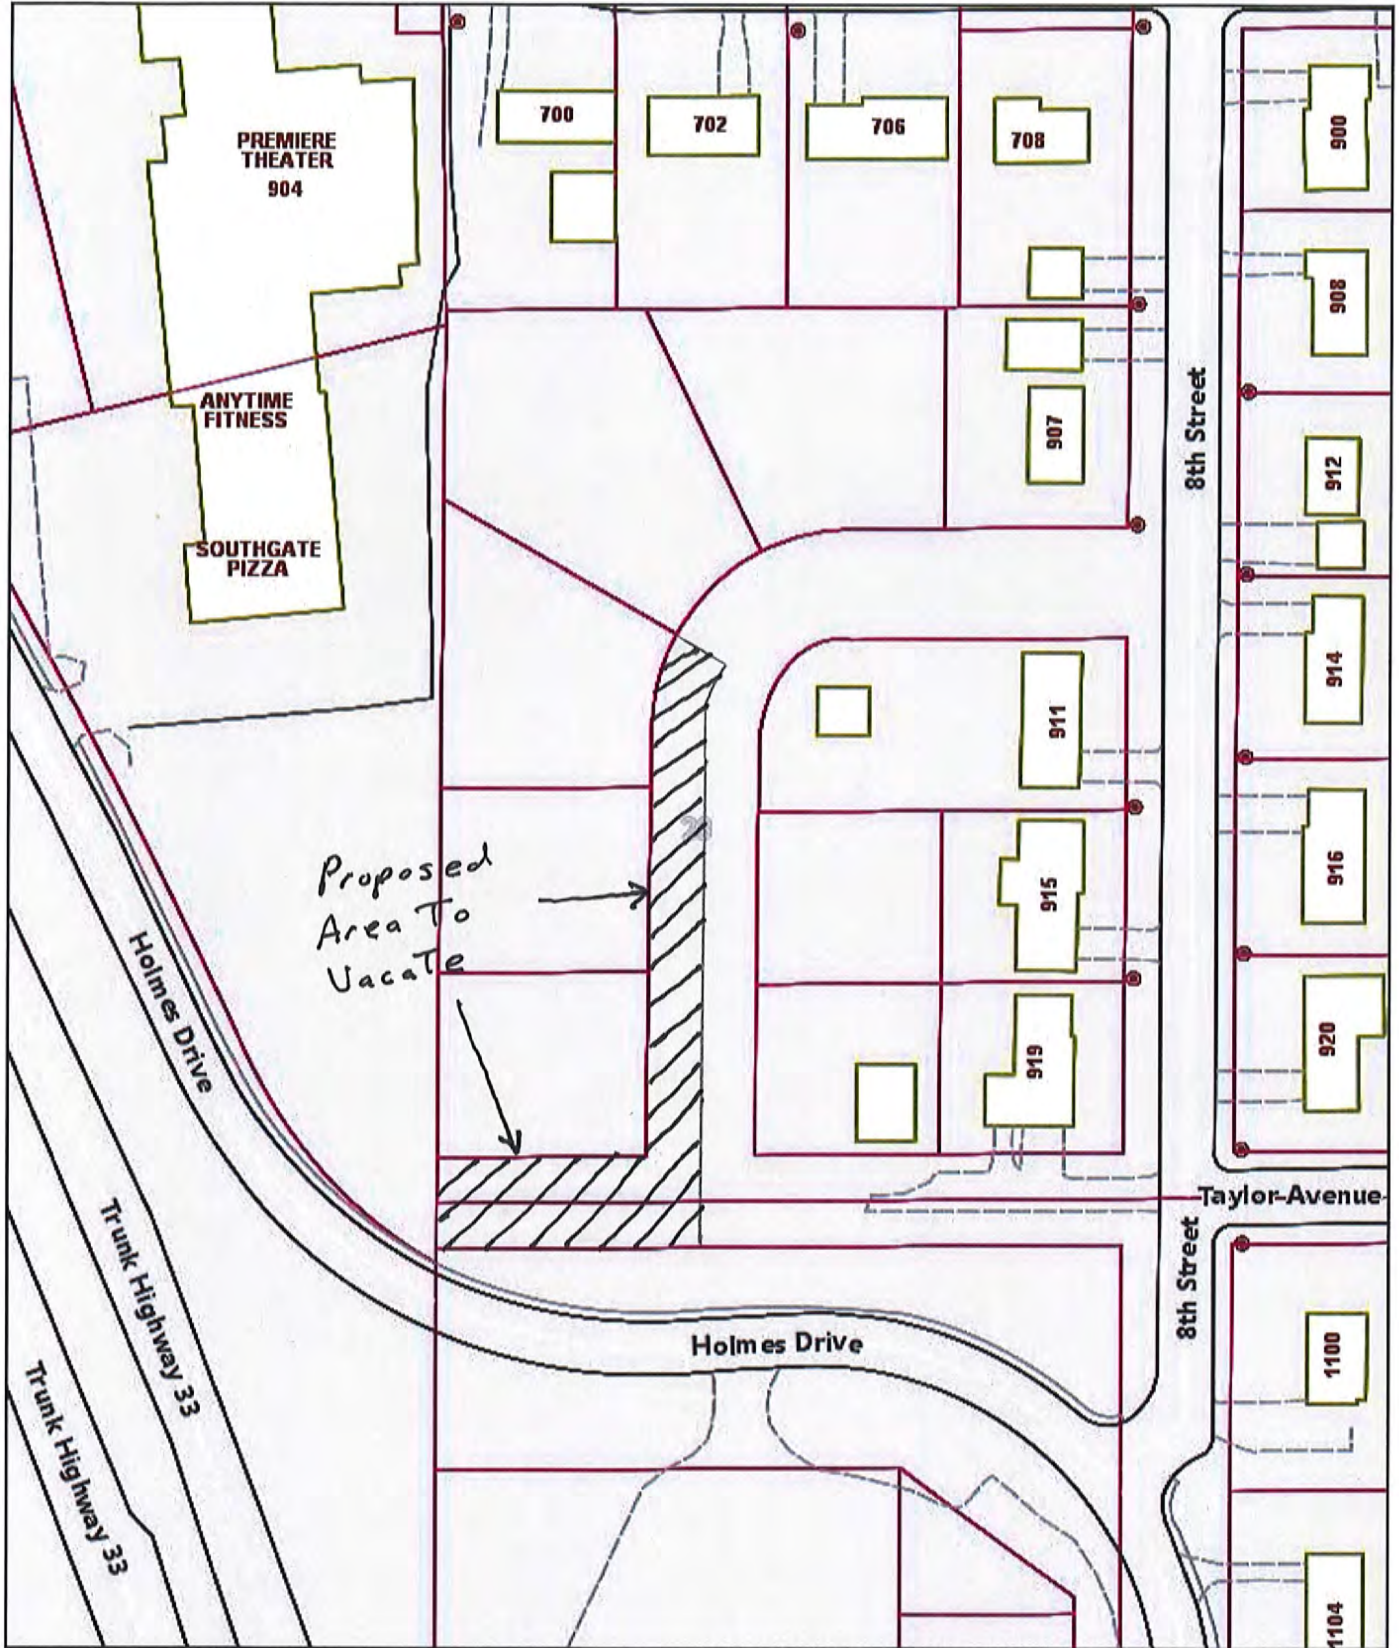 PREMIERE
THEATER
904
700
702
706
708
900
908
ANYTIME
FITNESS
907
8th Street
912
SOUTHGATE
PIZZA
914
911
916
Proposed
Area To
Vacate
915
Holmes Drive
919
920
Taylor Avenue
8th Street
Trunk Highway 33
Holmes Drive
1100
Trunk Highway 33
1104